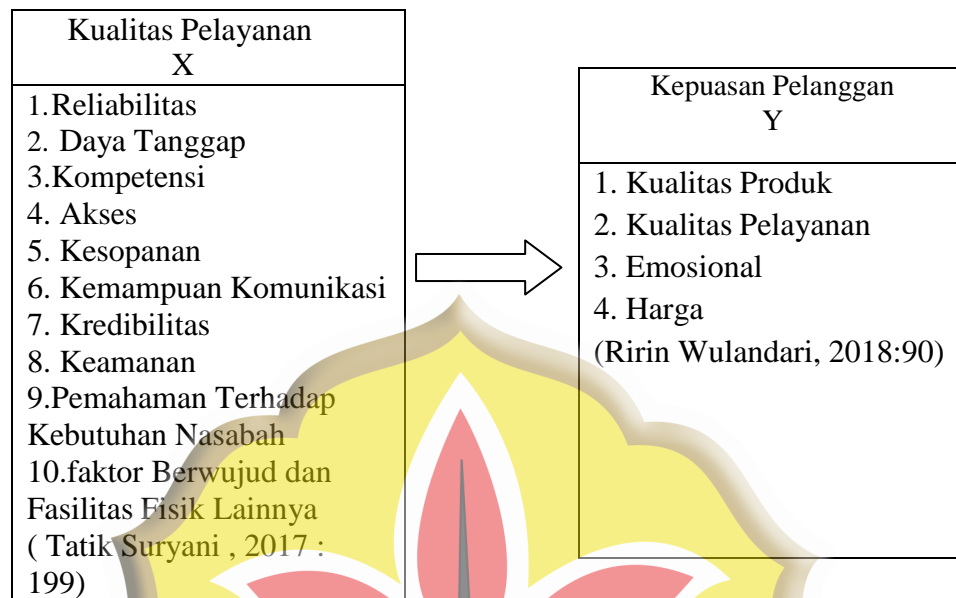 Kualitas Pelayanan
X
1.Reliabilitas
2. Daya Tanggap
3.Kompetensi
4. Akses
5. Kesopanan
6. Kemampuan Komunikasi
7. Kredibilitas
8. Keamanan
9.Pemahaman Terhadap
Kebutuhan Nasabah
10.faktor Berwujud dan
Fasilitas Fisik Lainnya
( Tatik Suryani , 2017 :
199)
Kepuasan Pelanggan
Y
1. Kualitas Produk
2. Kualitas Pelayanan
3. Emosional
4. Harga
(Ririn Wulandari, 2018:90)